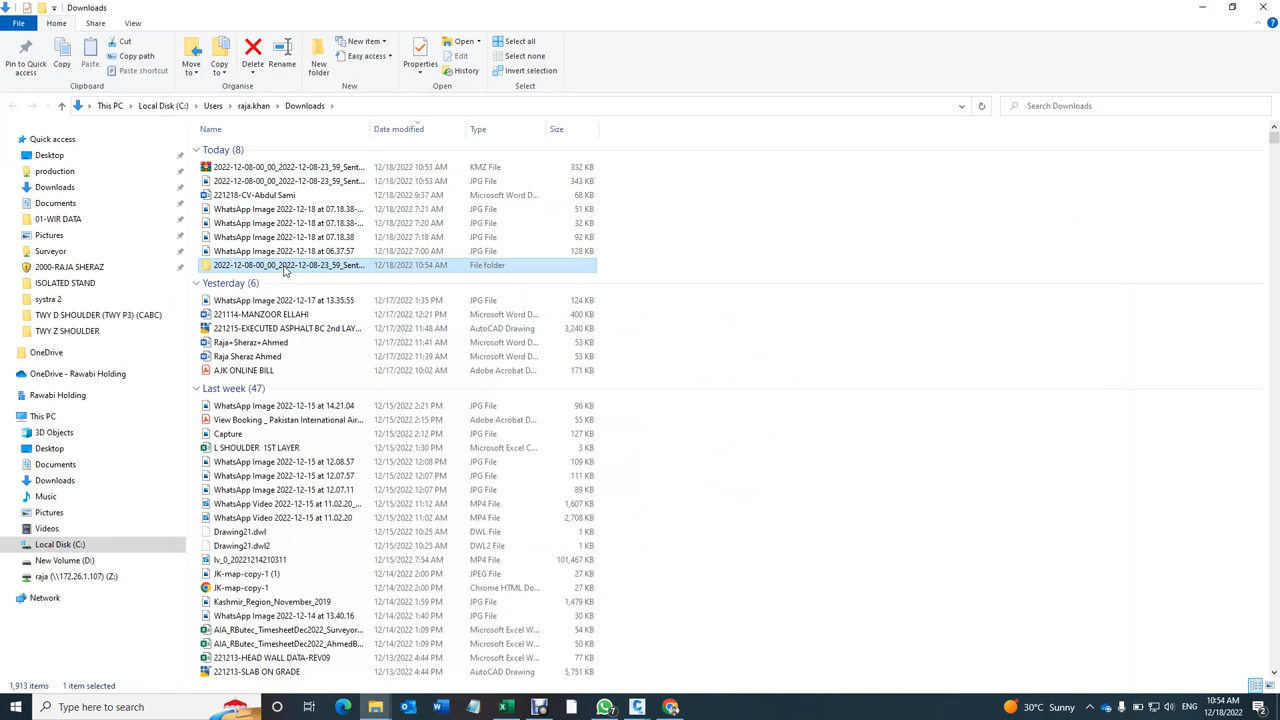 Downloads
File
Home
Share
View
Pin to Quick access
Copy
Paste
Cut
Copy path
Paste shortcut
Clipboard
Move to
Copy to
Delete
Rename
Organise
New folder
New item
Easy access
New
Properties
Open
Edit
History
Open
Select all
Select none
Invert selection
Select
This PC > Local Disk (C:) > Users > raja.khan > Downloads >
Search Downloads
Quick access
Desktop
production
Downloads
Documents
01-WIR DATA
Pictures
Surveyor
2000-RAJA SHERAZ
ISOLATED STAND
systra 2
TWY D SHOULDER (TWY P3) (CABC)
TWY Z SHOULDER
OneDrive
OneDrive - Rawabi Holding
Rawabi Holding
This PC
3D Objects
Desktop
Documents
Downloads
Music
Pictures
Videos
Local Disk (C:)
New Volume (D:)
raja (\\172.26.1.107) (Z:)
Network
Name Date modified Type Size
Today (8)
2022-12-08-00_00_2022-12-08-23_59_Sent... 12/18/2022 10:53 AM KMZ File 332 KB
2022-12-08-00_00_2022-12-08-23_59_Sent... 12/18/2022 10:53 AM JPG File 343 KB
221218-CV-Abdul Sami 12/18/2022 9:37 AM Microsoft Word D... 68 KB
WhatsApp Image 2022-12-18 at 07.18.38-... 12/18/2022 7:21 AM JPG File 51 KB
WhatsApp Image 2022-12-18 at 07.18.38-... 12/18/2022 7:20 AM JPG File 32 KB
WhatsApp Image 2022-12-18 at 07.18.38 12/18/2022 7:18 AM JPG File 92 KB
WhatsApp Image 2022-12-18 at 06.37.57 12/18/2022 7:00 AM JPG File 128 KB
2022-12-08-00_00_2022-12-08-23_59_Sent... 12/18/2022 10:54 AM File folder
Yesterday (6)
WhatsApp Image 2022-12-17 at 13.35.55 12/17/2022 1:35 PM JPG File 124 KB
221114-MANZOOR ELLAHI 12/17/2022 12:21 PM Microsoft Word D... 400 KB
221215-EXECUTED ASPHALT BC 2nd LAY... 12/17/2022 11:48 AM AutoCAD Drawing 3,240 KB
Raja+Sheraz+Ahmed 12/17/2022 11:41 AM Microsoft Word D... 53 KB
Raja Sheraz Ahmed 12/17/2022 11:39 AM Microsoft Word D... 53 KB
AJK ONLINE BILL 12/17/2022 10:02 AM Adobe Acrobat D... 171 KB
Last week (47)
WhatsApp Image 2022-12-15 at 14.21.04 12/15/2022 2:21 PM JPG File 96 KB
View Booking _ Pakistan International Air... 12/15/2022 2:15 PM Adobe Acrobat D... 55 KB
Capture 12/15/2022 2:12 PM JPG File 127 KB
L SHOULDER 1ST LAYER 12/15/2022 1:30 PM Microsoft Excel C... 3 KB
WhatsApp Image 2022-12-15 at 12.08.57 12/15/2022 12:08 PM JPG File 109 KB
WhatsApp Image 2022-12-15 at 12.07.57 12/15/2022 12:07 PM JPG File 111 KB
WhatsApp Image 2022-12-15 at 12.07.11 12/15/2022 12:07 PM JPG File 89 KB
WhatsApp Video 2022-12-15 at 11.02.20_... 12/15/2022 11:12 AM MP4 File 1,607 KB
WhatsApp Video 2022-12-15 at 11.02.20 12/15/2022 11:02 AM MP4 File 2,708 KB
Drawing21.dwl 12/15/2022 10:25 AM DWL File 1 KB
Drawing21.dwl2 12/15/2022 10:25 AM DWL2 File 1 KB
lv_0_20221214210311 12/15/2022 7:54 AM MP4 File 101,467 KB
JK-map-copy-1 (1) 12/14/2022 2:00 PM JPEG File 27 KB
JK-map-copy-1 12/14/2022 2:00 PM Chrome HTML Do... 27 KB
Kashmir_Region_November_2019 12/14/2022 1:59 PM JPG File 1,479 KB
WhatsApp Image 2022-12-14 at 13.40.16 12/14/2022 1:40 PM JPG File 30 KB
AIA_RButec_TimesheetDec2022_Surveyor... 12/14/2022 1:09 PM Microsoft Excel W... 54 KB
AIA_RButec_TimesheetDec2022_AhmedB... 12/14/2022 1:09 PM Microsoft Excel W... 50 KB
221213-HEAD WALL DATA-REV09 12/13/2022 4:44 PM Microsoft Excel W... 77 KB
221213-SLAB ON GRADE 12/13/2022 4:44 PM AutoCAD Drawing 5,751 KB
1,913 items 1 item selected
Type here to search
30°C Sunny
10:54 AM
12/18/2022